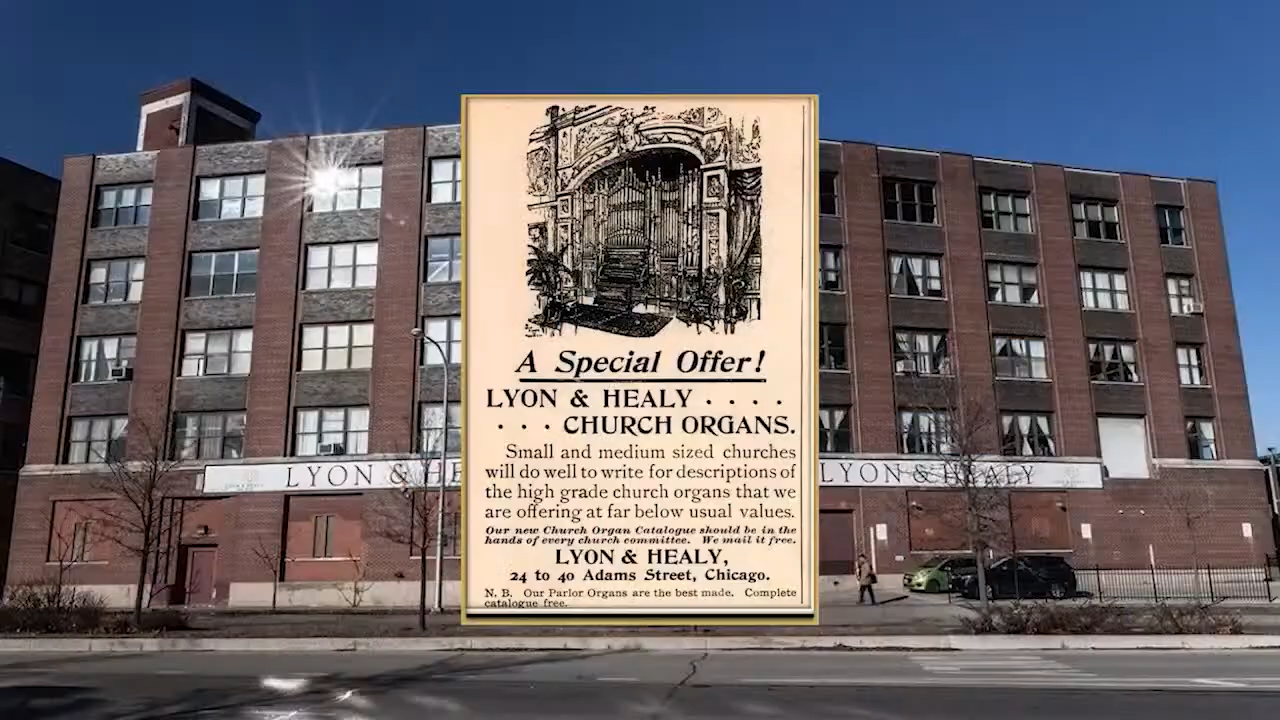 A Special Offer!
LYON & HEALY . . . .
. . . CHURCH ORGANS.
Small and medium sized churches
will do well to write for descriptions of
the high grade church organs that we
are offering at far below usual values.
Our new Church Organ Catalogue should be in the
hands of every church committee. We mail it free.
LYON & HEALY,
24 to 40 Adams Street, Chicago.
N. B. Our Parlor Organs are the best made. Complete
catalogue free.
LYON & HE
LYON & HEALY